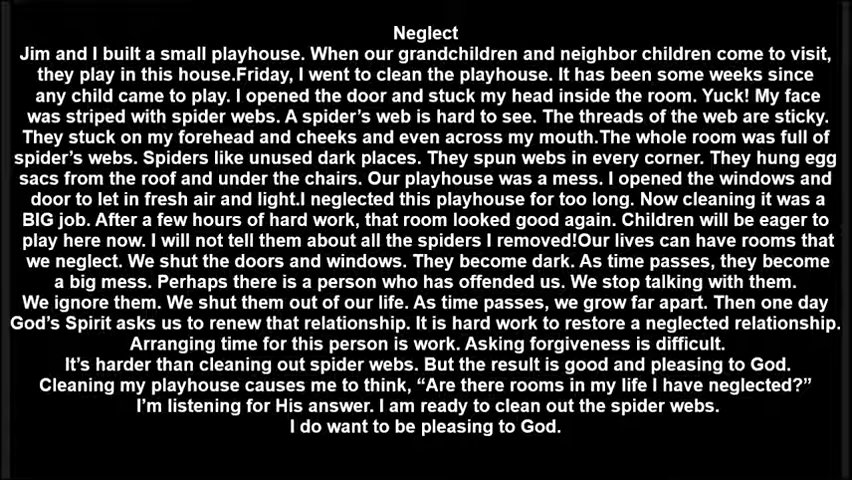 Neglect
Jim and I built a small playhouse. When our grandchildren and neighbor children come to visit,
they play in this house.Friday, I went to clean the playhouse. It has been some weeks since
any child came to play. I opened the door and stuck my head inside the room. Yuck! My face
was striped with spider webs. A spider’s web is hard to see. The threads of the web are sticky.
They stuck on my forehead and cheeks and even across my mouth.The whole room was full of
spider’s webs. Spiders like unused dark places. They spun webs in every corner. They hung egg
sacs from the roof and under the chairs. Our playhouse was a mess. I opened the windows and
door to let in fresh air and light.I neglected this playhouse for too long. Now cleaning it was a
BIG job. After a few hours of hard work, that room looked good again. Children will be eager to
play here now. I will not tell them about all the spiders I removed!Our lives can have rooms that
we neglect. We shut the doors and windows. They become dark. As time passes, they become
a big mess. Perhaps there is a person who has offended us. We stop talking with them.
We ignore them. We shut them out of our life. As time passes, we grow far apart. Then one day
God’s Spirit asks us to renew that relationship. It is hard work to restore a neglected relationship.
Arranging time for this person is work. Asking forgiveness is difficult.
It’s harder than cleaning out spider webs. But the result is good and pleasing to God.
Cleaning my playhouse causes me to think, “Are there rooms in my life I have neglected?”
I’m listening for His answer. I am ready to clean out the spider webs.
I do want to be pleasing to God.